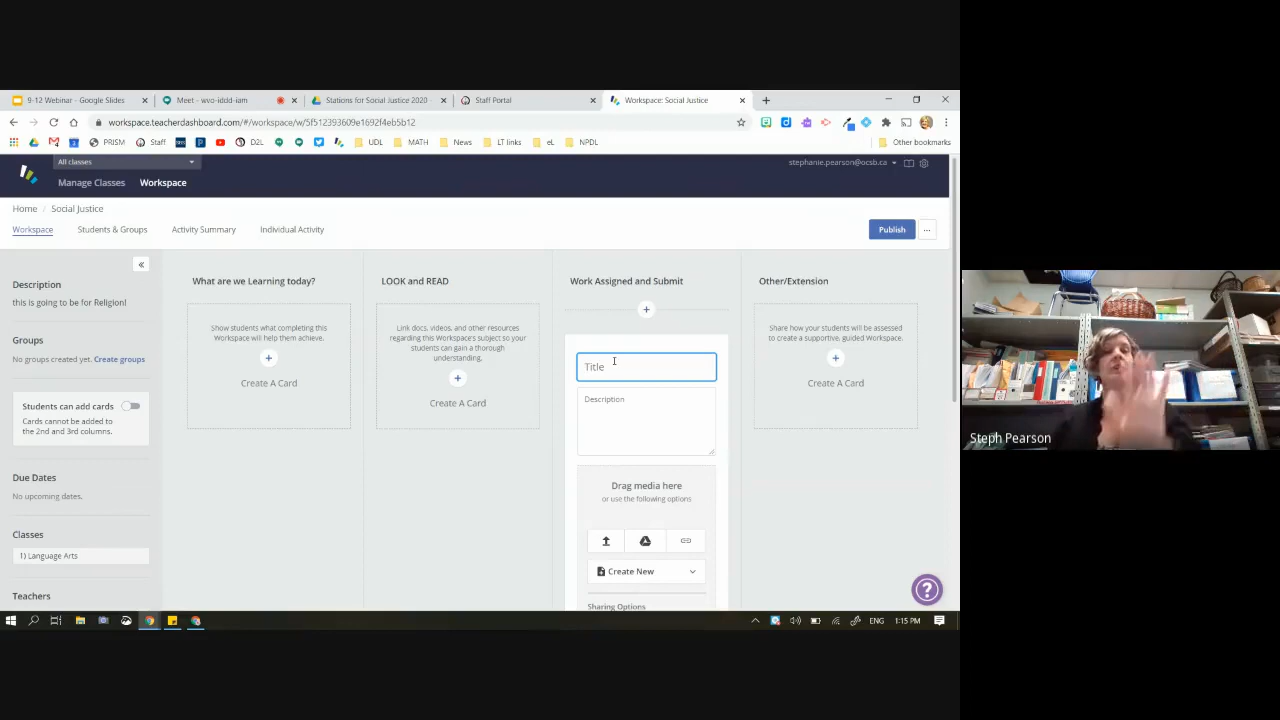 9-12 Webinar - Google Slides
Meet - wvo-iddd-iam
Stations for Social Justice 2020
Staff Portal
Workspace: Social Justice
workspace.teacherdashboard.com/#/workspace/w/5f512393609e1692f4eb5b12
PRISM
Staff
D2L
UDL
MATH
News
LT links
eL
NPDL
Other bookmarks
All classes
stephanie.pearson@ocsb.ca
Manage Classes
Workspace
Home / Social Justice
Workspace
Students & Groups
Activity Summary
Individual Activity
Publish
Description
this is going to be for Religion!
Groups
No groups created yet. Create groups
Students can add cards
Cards cannot be added to
the 2nd and 3rd columns.
Due Dates
No upcoming dates.
Classes
1) Language Arts
Teachers
What are we Learning today?
Show students what completing this
Workspace will help them achieve.
Create A Card
LOOK and READ
Link docs, videos, and other resources
regarding this Workspace's subject so your
students can gain a thorough
understanding.
Create A Card
Work Assigned and Submit
Title
Description
Drag media here
or use the following options
Create New
Sharing Options
Other/Extension
Share how your students will be assessed
to create a supportive, guided Workspace.
Create A Card
ENG
1:15 PM
Steph Pearson